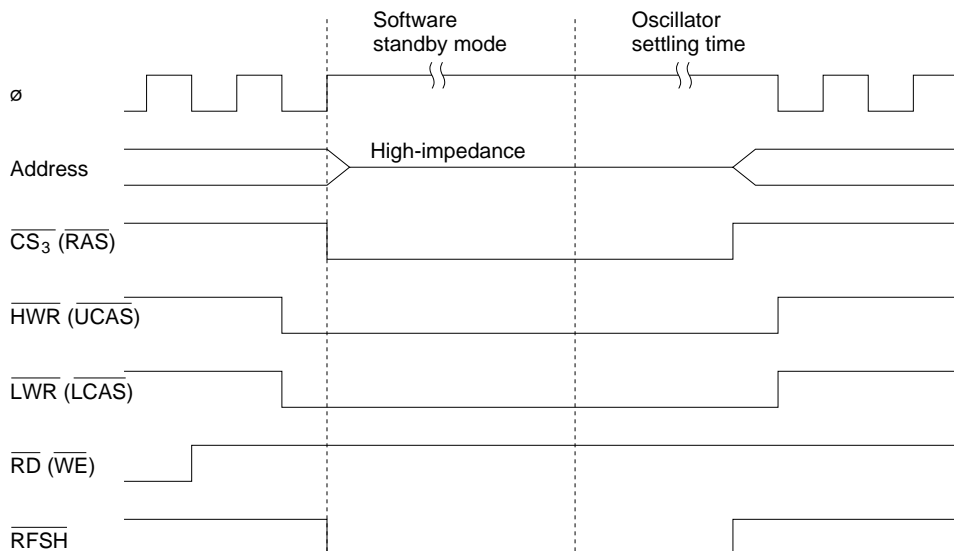 Software
standby mode
Oscillator
settling time
ø
Address
High-impedance
CS₃ (RAS)
HWR (UCAS)
LWR (LCAS)
RD (WE)
RFSH